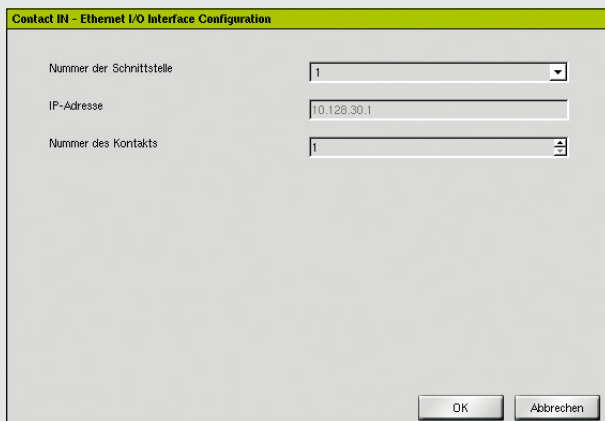 Contact IN - Ethernet I/O Interface Configuration
Nummer der Schnittstelle
1
IP-Adresse
10.128.30.1
Nummer des Kontakts
1
OK
Abbrechen